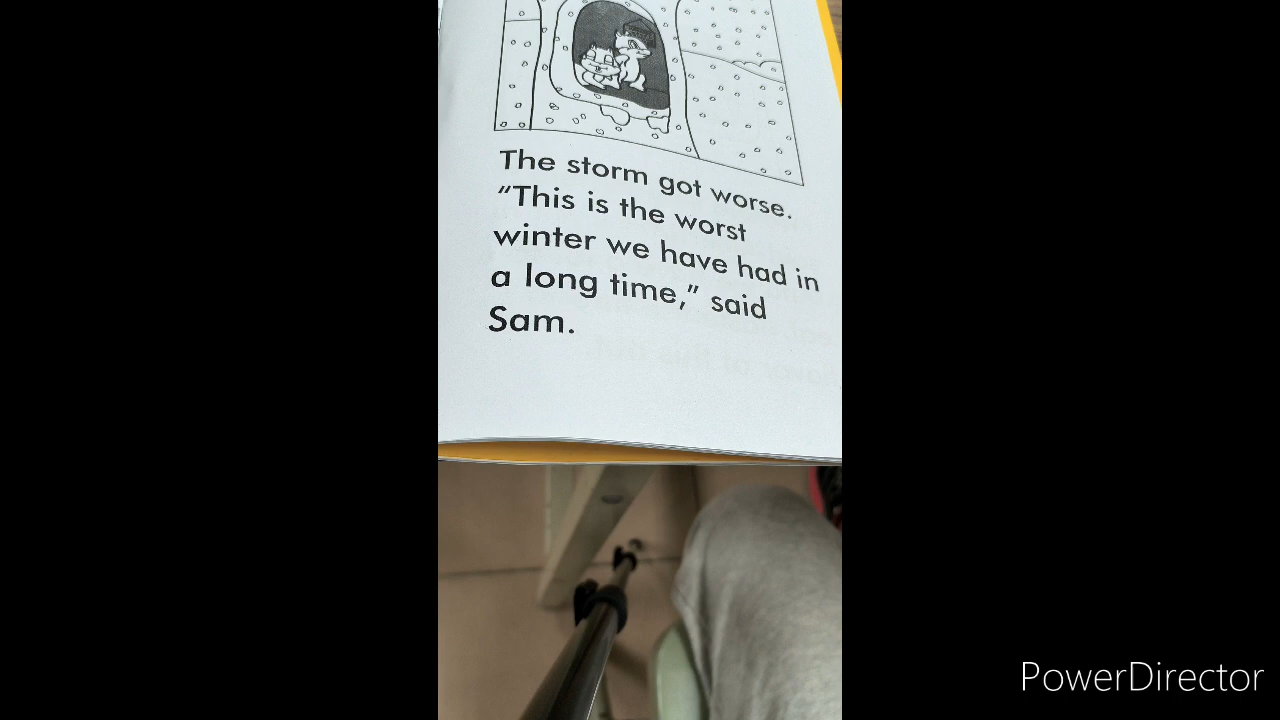 The storm got worse.
"This is the worst
winter we have had in
a long time," said
Sam.
PowerDirector